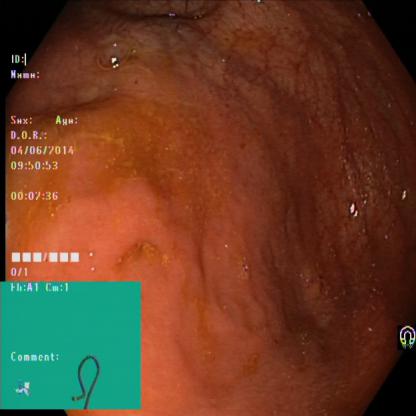 ID:
Name:
Sex: Age:
D.O.B.:
04/06/2014
09:50:53
00:02:36
■■■/■■■
0/1
Eh:A1 Cm:1
Comment: